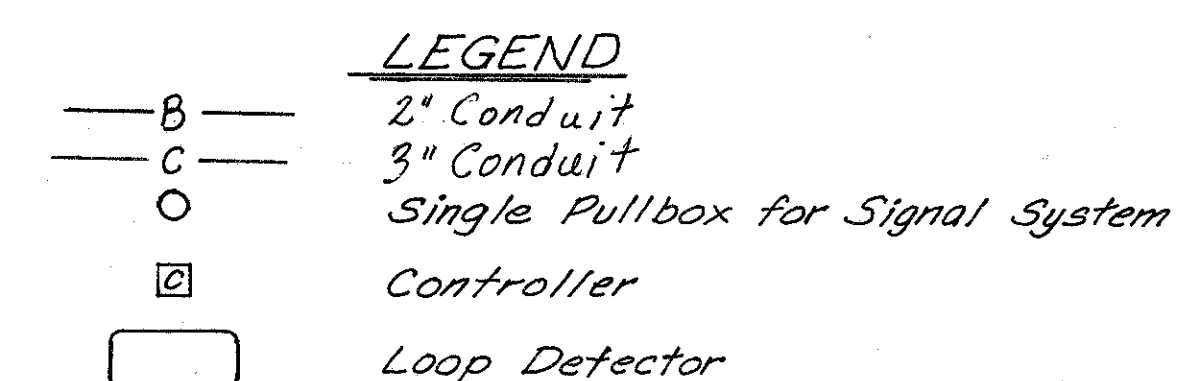 LEGEND
B 2" Conduit
C 3" Conduit
Single Pullbox for Signal System
C Controller
Loop Detector